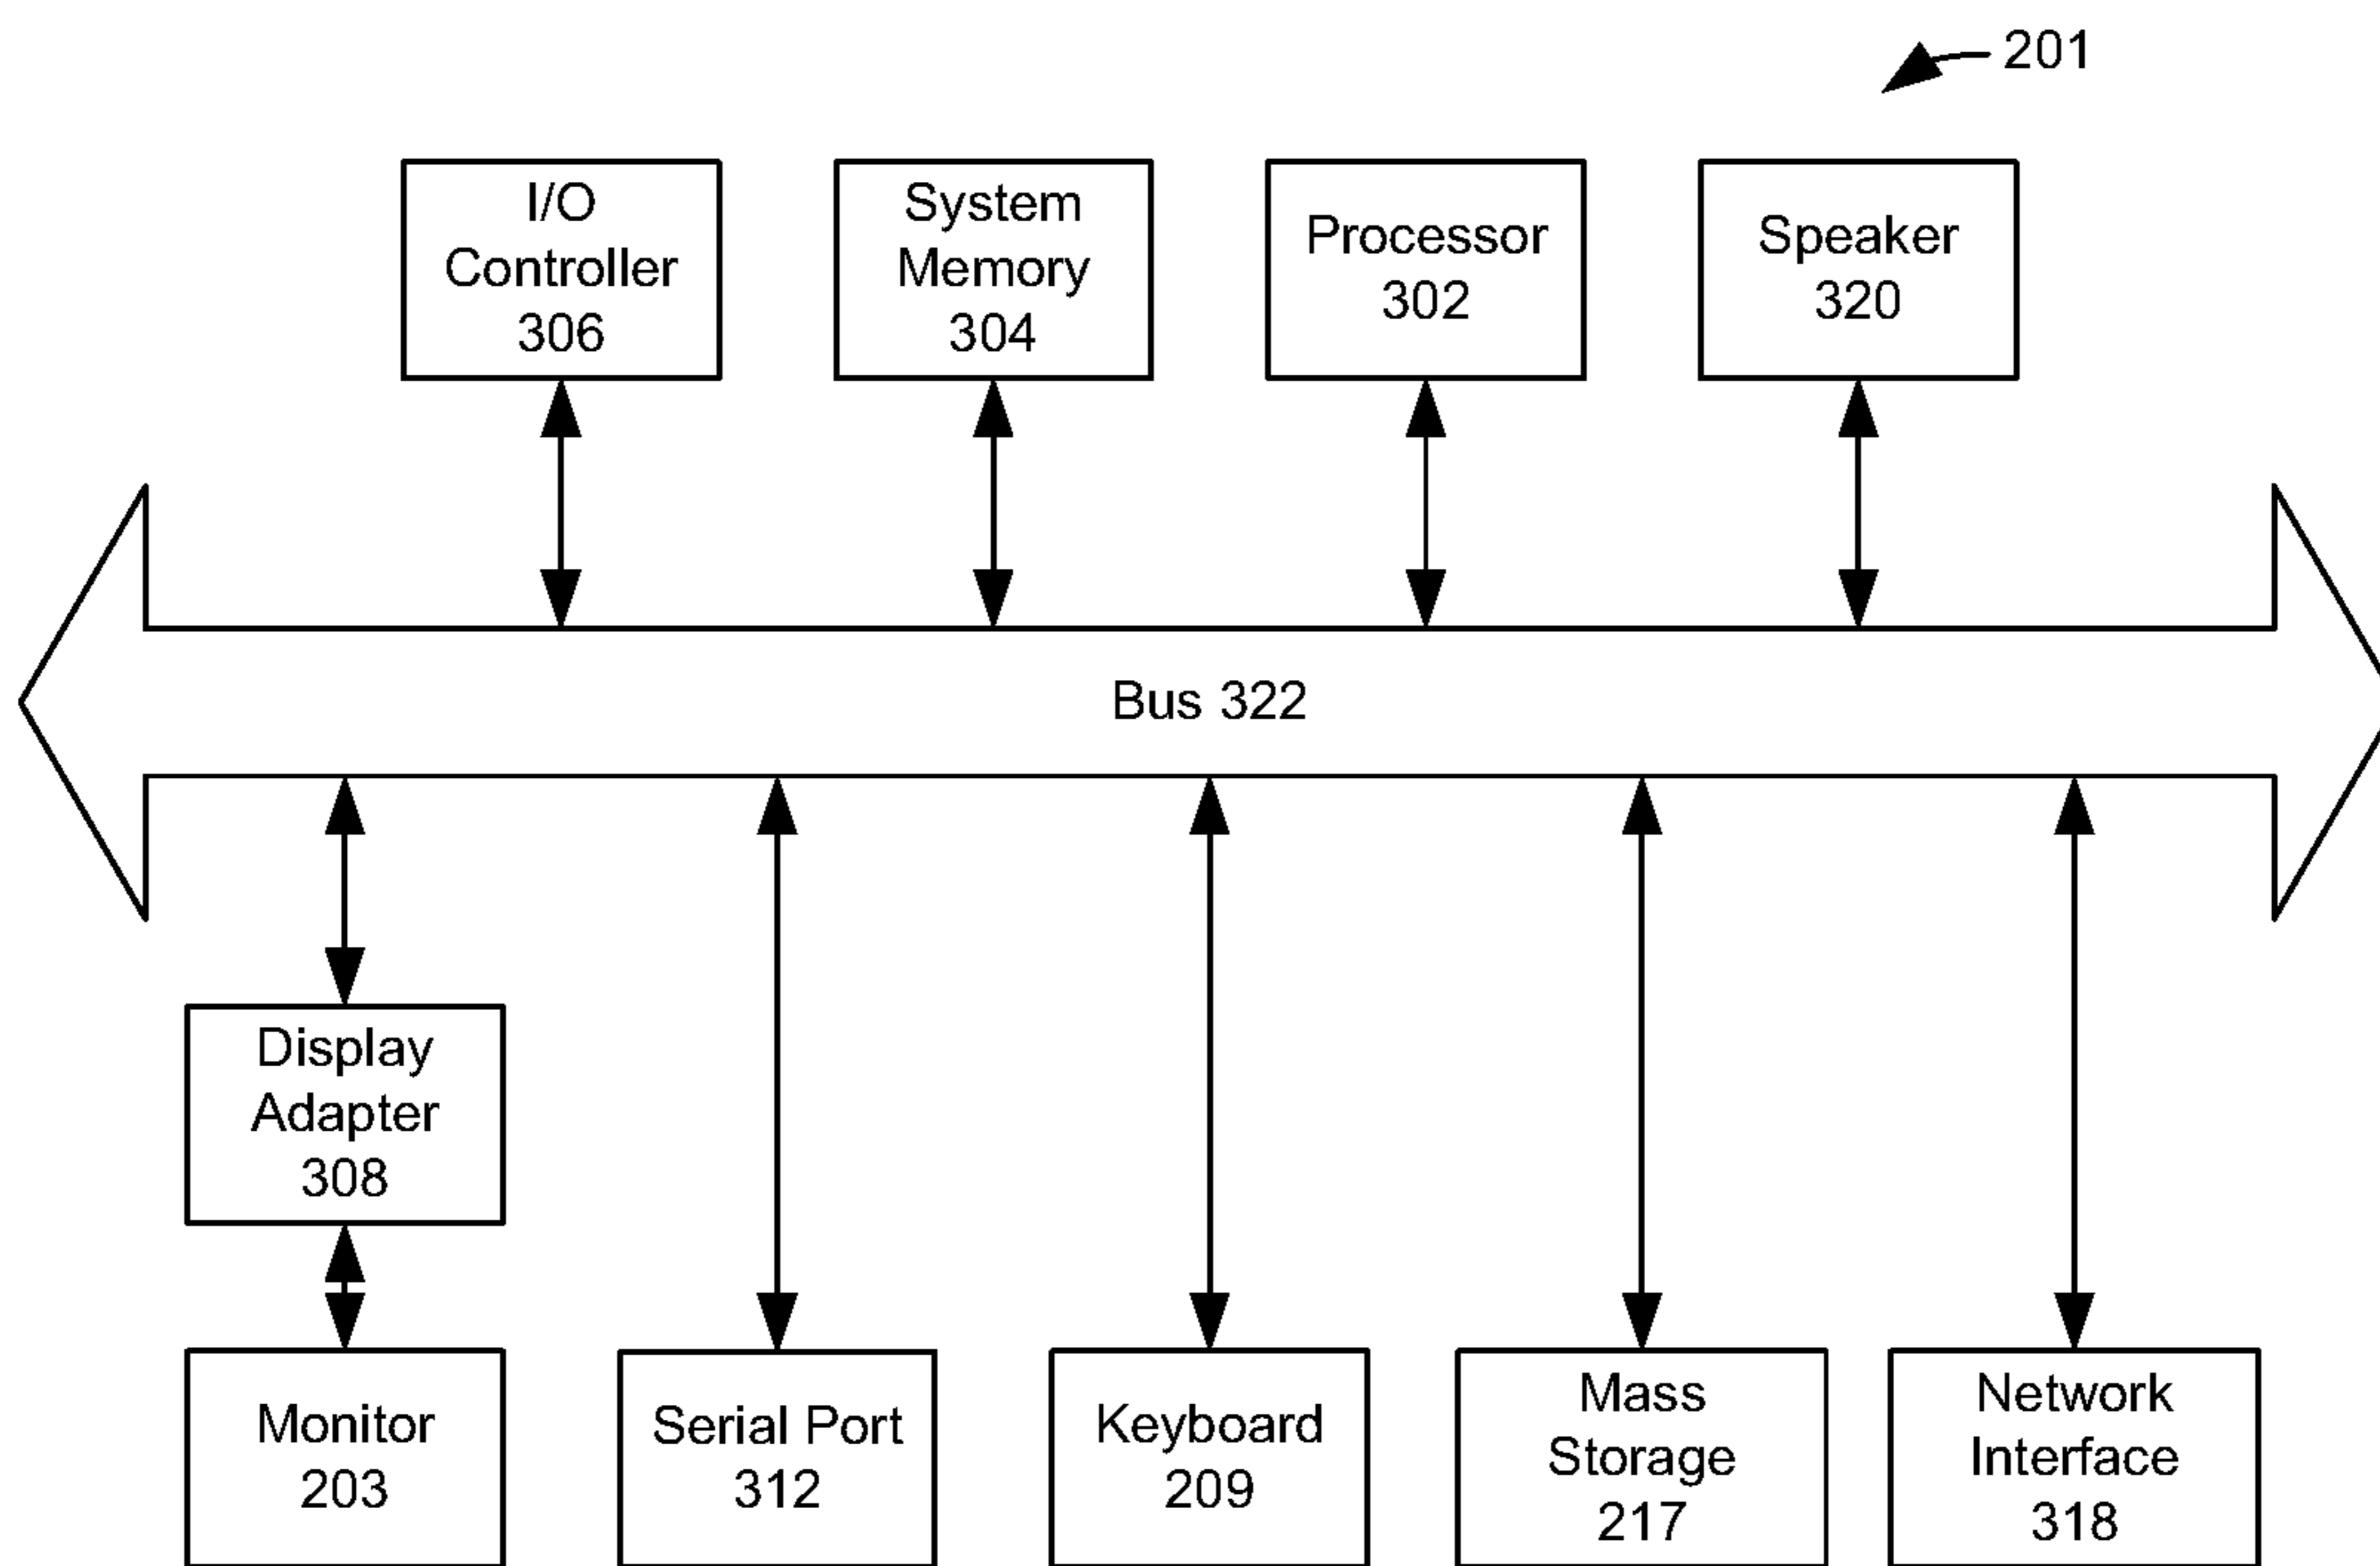 201
I/O
Controller
306
System
Memory
304
Processor
302
Speaker
320
Bus 322
Display
Adapter
308
Monitor
203
Serial Port
312
Keyboard
209
Mass
Storage
217
Network
Interface
318